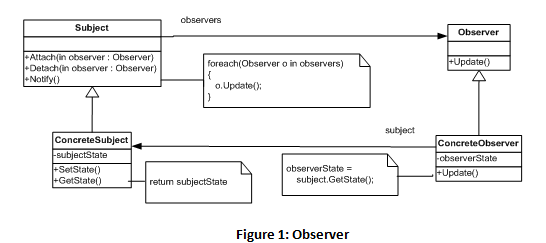 observers
Subject
Observer
+Attach(in observer : Observer)
+Detach(in observer : Observer)
+Notify()
+Update()
foreach(Observer o in observers)
{
o.Update();
}
subject
ConcreteSubject
-subjectState
+SetState()
+GetState()
return subjectState
observerState =
subject.GetState();
ConcreteObserver
-observerState
+Update()
Figure 1: Observer